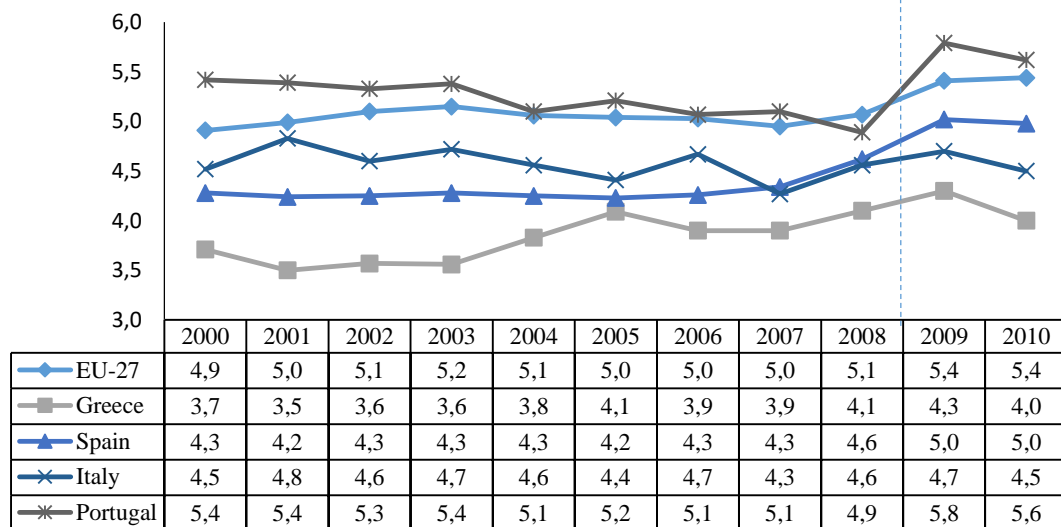 6,0
5,5
5,0
4,5
4,0
3,5
3,0
2000 2001 2002 2003 2004 2005 2006 2007 2008 2009 2010
EU-27 4,9 5,0 5,1 5,2 5,1 5,0 5,0 5,0 5,1 5,4 5,4
Greece 3,7 3,5 3,6 3,6 3,8 4,1 3,9 3,9 4,1 4,3 4,0
Spain 4,3 4,2 4,3 4,3 4,3 4,2 4,3 4,3 4,6 5,0 5,0
Italy 4,5 4,8 4,6 4,7 4,6 4,4 4,7 4,3 4,6 4,7 4,5
Portugal 5,4 5,4 5,3 5,4 5,1 5,2 5,1 5,1 4,9 5,8 5,6